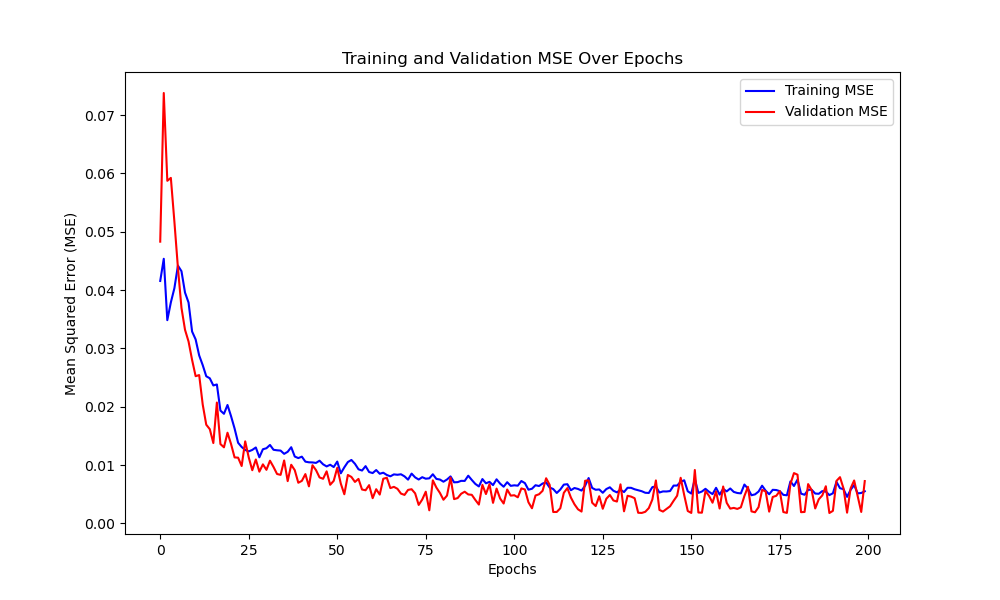 Training and Validation MSE Over Epochs
Training MSE
Validation MSE
Mean Squared Error (MSE)
0.07
0.06
0.05
0.04
0.03
0.02
0.01
0.00
0 25 50 75 100 125 150 175 200
Epochs